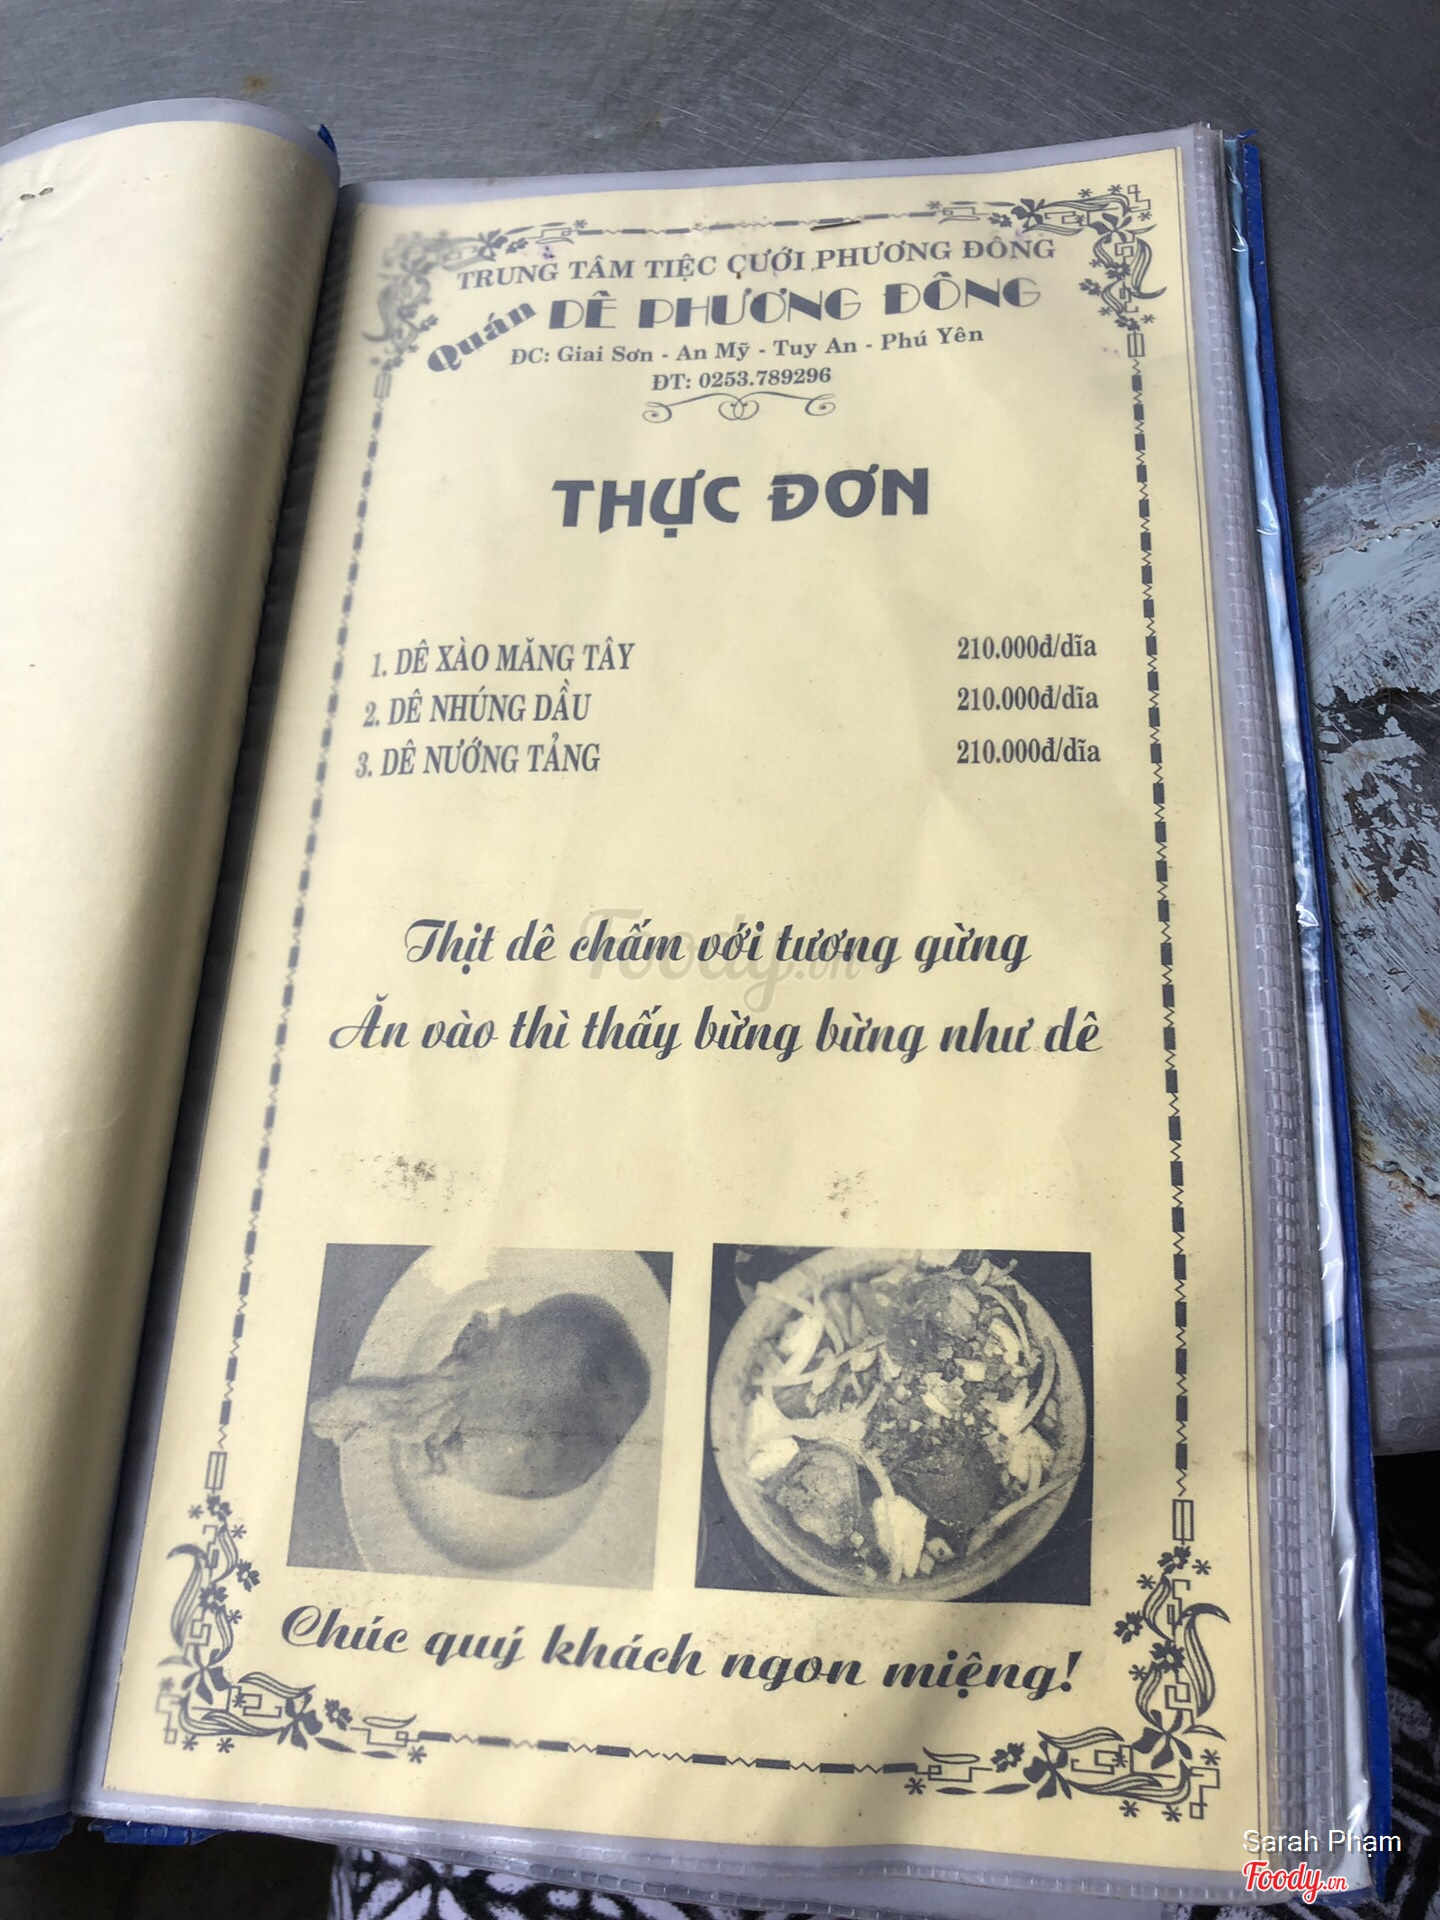 TRUNG TÂM TIỆC CƯỚI PHƯƠNG ĐÔNG
Quán DÊ PHƯƠNG ĐÔNG
ĐC: Giai Sơn - An Mỹ - Tuy An - Phú Yên
ĐT: 0253.789296
THỰC ĐƠN
1. DÊ XÀO MĂNG TÂY 210.000đ/dĩa
2. DÊ NHÚNG DẦU 210.000đ/dĩa
3. DÊ NƯỚNG TẢNG 210.000đ/dĩa
Thịt dê chấm với tương gừng
Foody.vn
Ăn vào thì thấy bừng bừng như dê
Chúc quý khách ngon miệng!
Sarah Phạm
Foody.vn